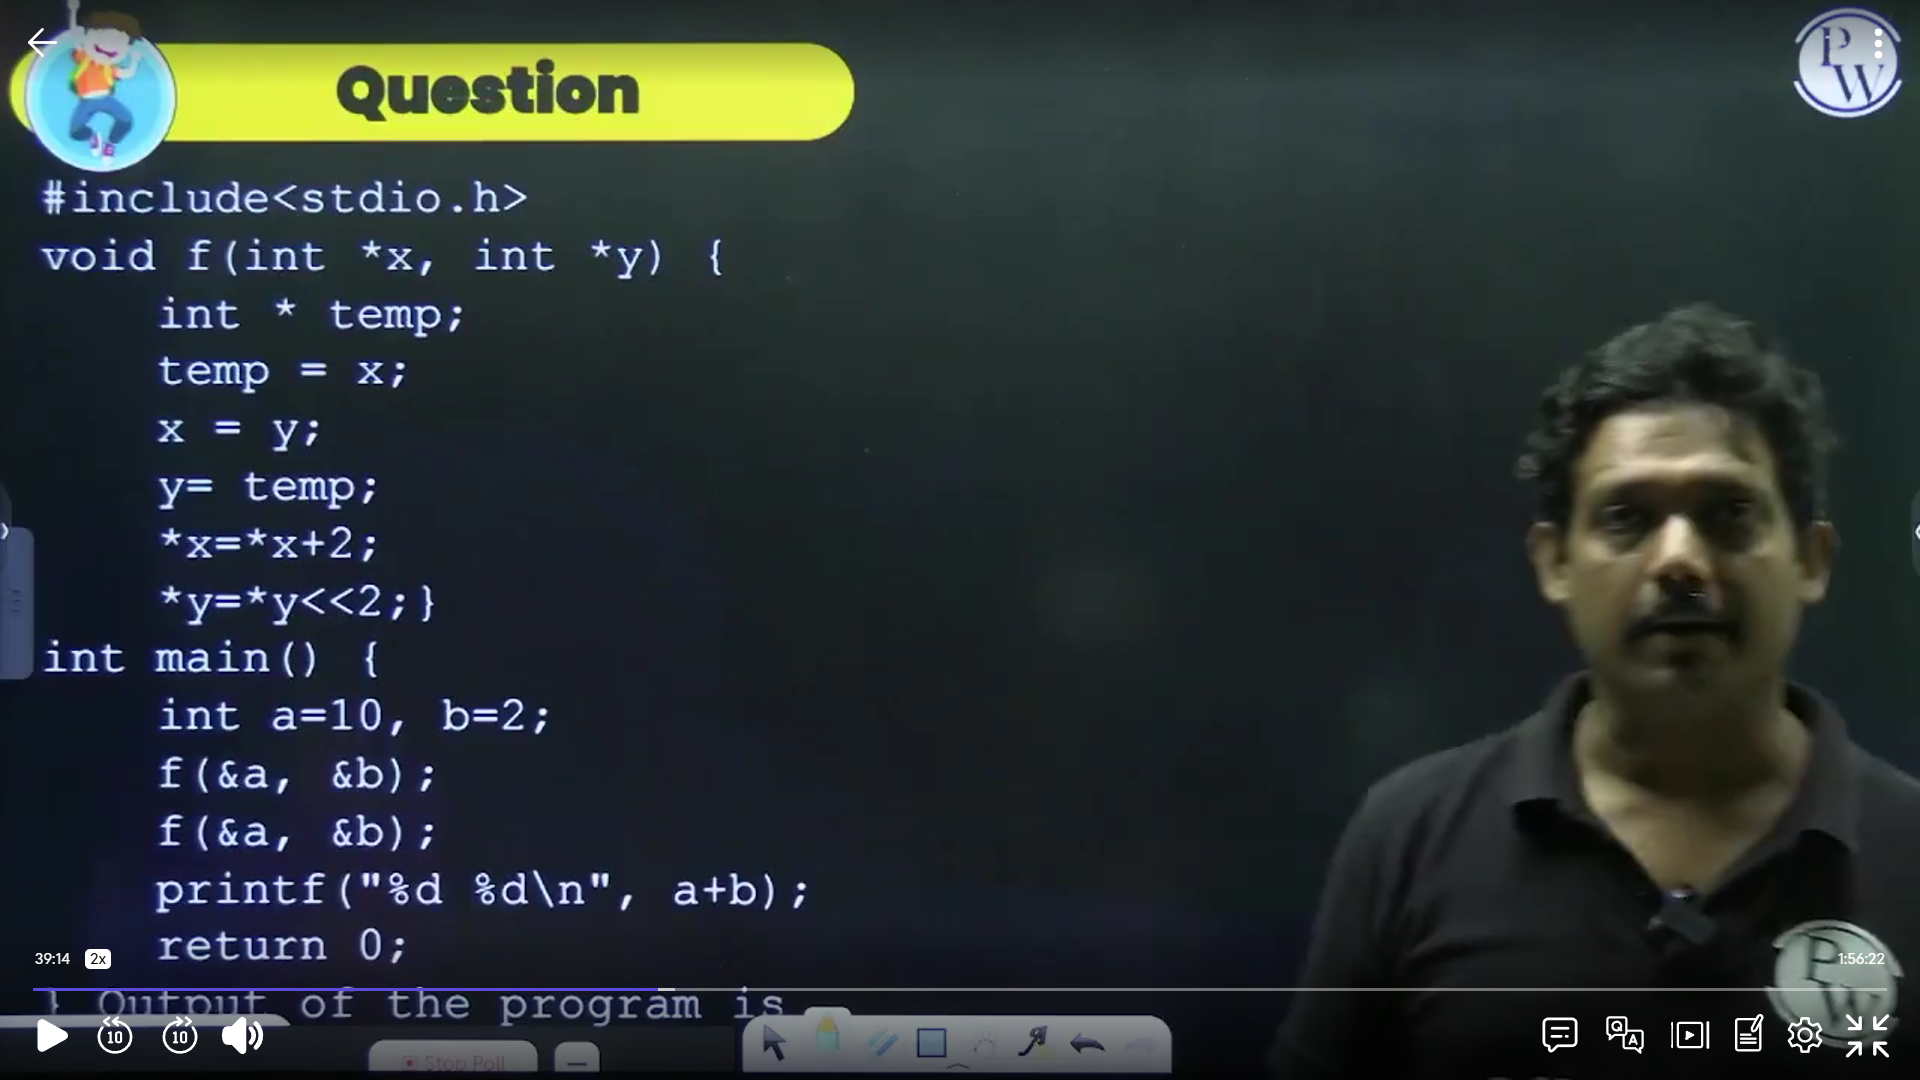 Question
PW
#include<stdio.h>
void f(int *x, int *y) {
int * temp;
temp = x;
x = y;
y= temp;
*x=*x+2;
*y=*y<<2;}
int main() {
int a=10, b=2;
f(&a, &b);
f(&a, &b);
printf("%d %d\n", a+b);
return 0;
} Output of the program is
39:14 2x
1:56:22
PW
10 10
Stop Poll
Q A